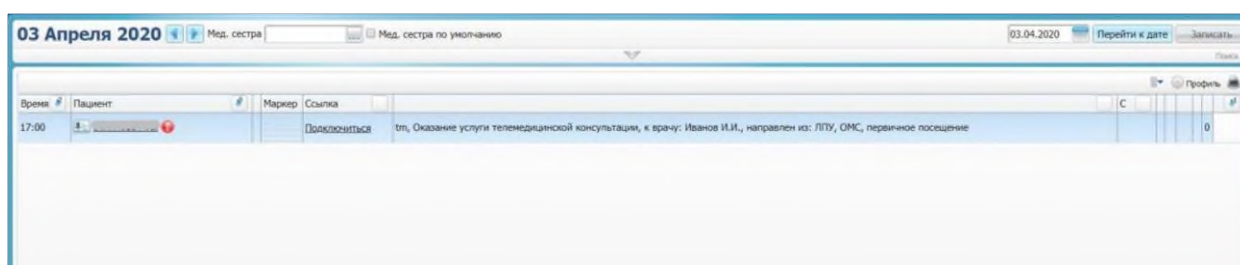 03 Апреля 2020 Мед. сестра ... Мед. сестра по умолчанию 03.04.2020 Перейти к дате Записать
Поиск
Профиль
Время Пациент Маркер Ссылка С
17:00 Подключиться tm, Оказание услуги телемедицинской консультации, к врачу: Иванов И.И., направлен из: ЛПУ, ОМС, первичное посещение 0